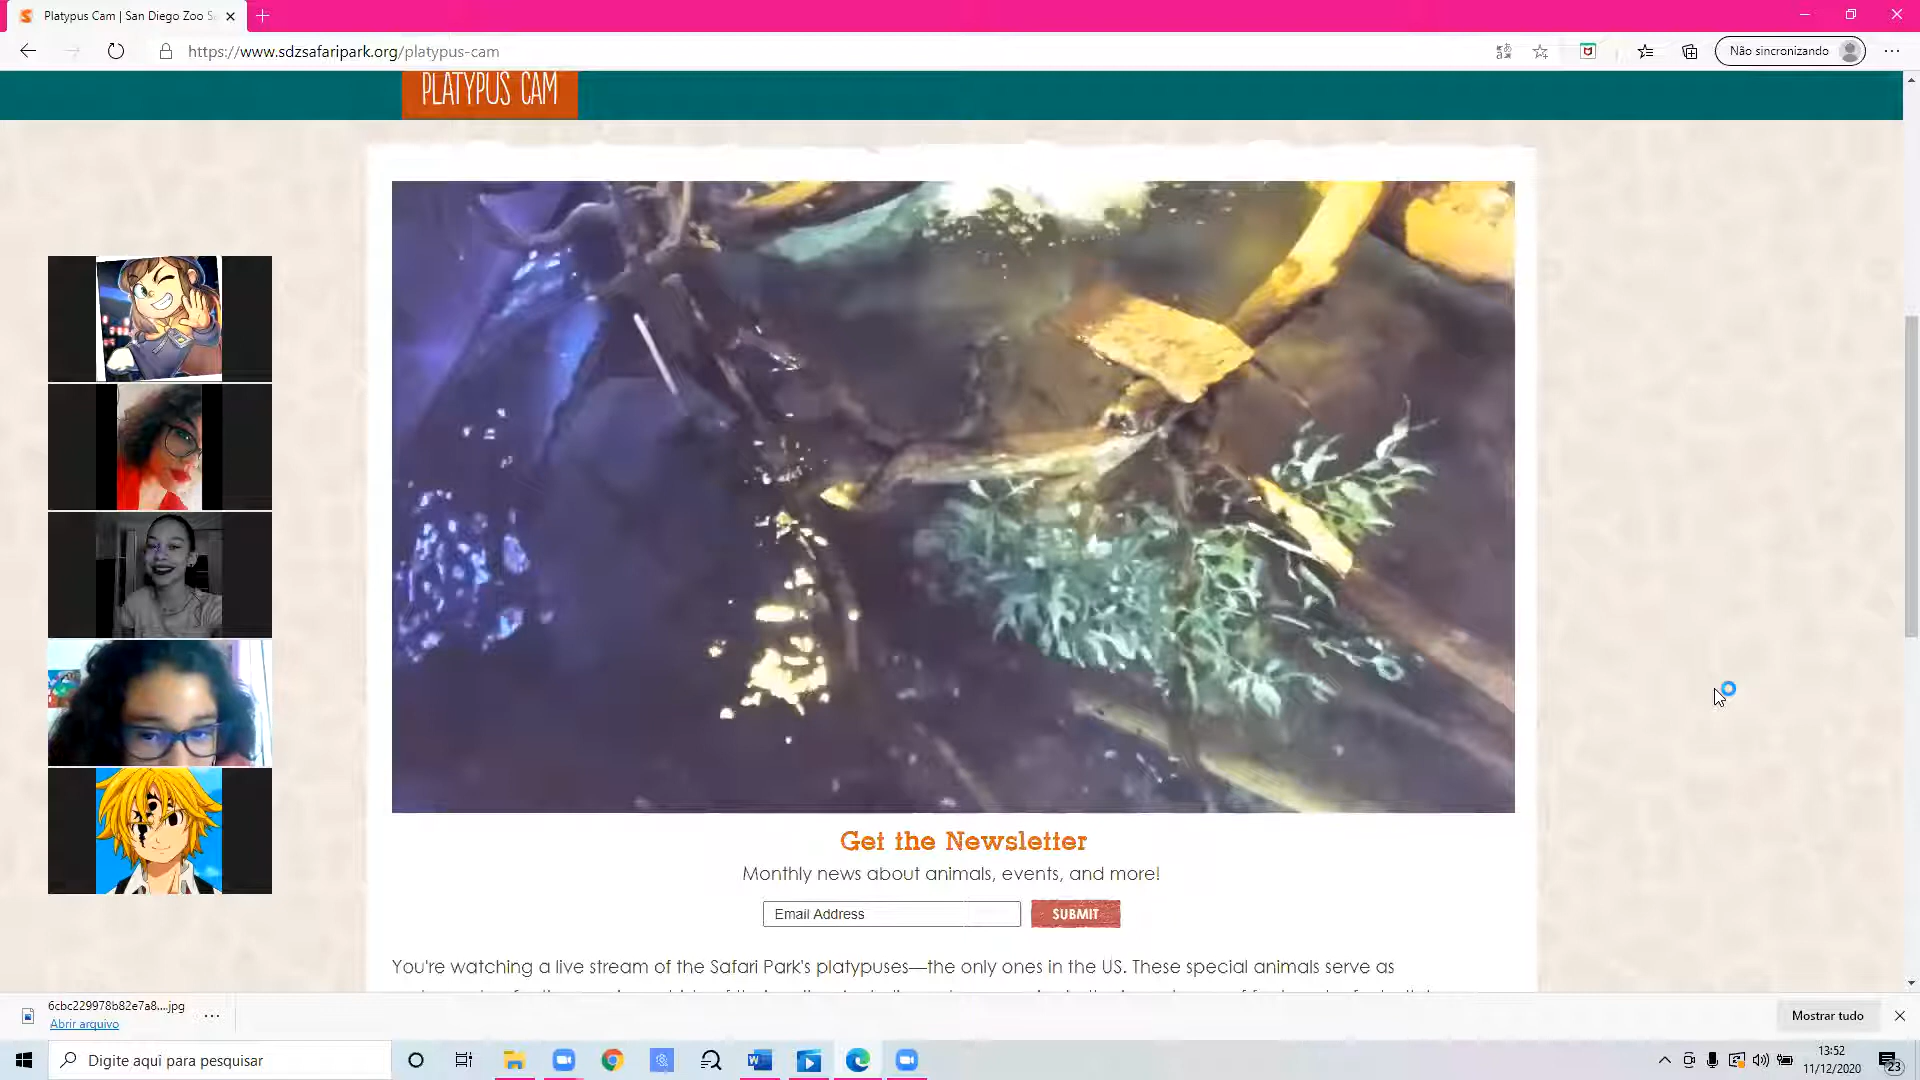 Platypus Cam | San Diego Zoo S
https://www.sdzsafaripark.org/platypus-cam
Não sincronizando
PLATYPUS CAM
Get the Newsletter
Monthly news about animals, events, and more!
Email Address
SUBMIT
You're watching a live stream of the Safari Park's platypuses—the only ones in the US. These special animals serve as
6cbc229978b82e7a8....jpg
Abrir arquivo
Mostrar tudo
Digite aqui para pesquisar
13:52
11/12/2020
23